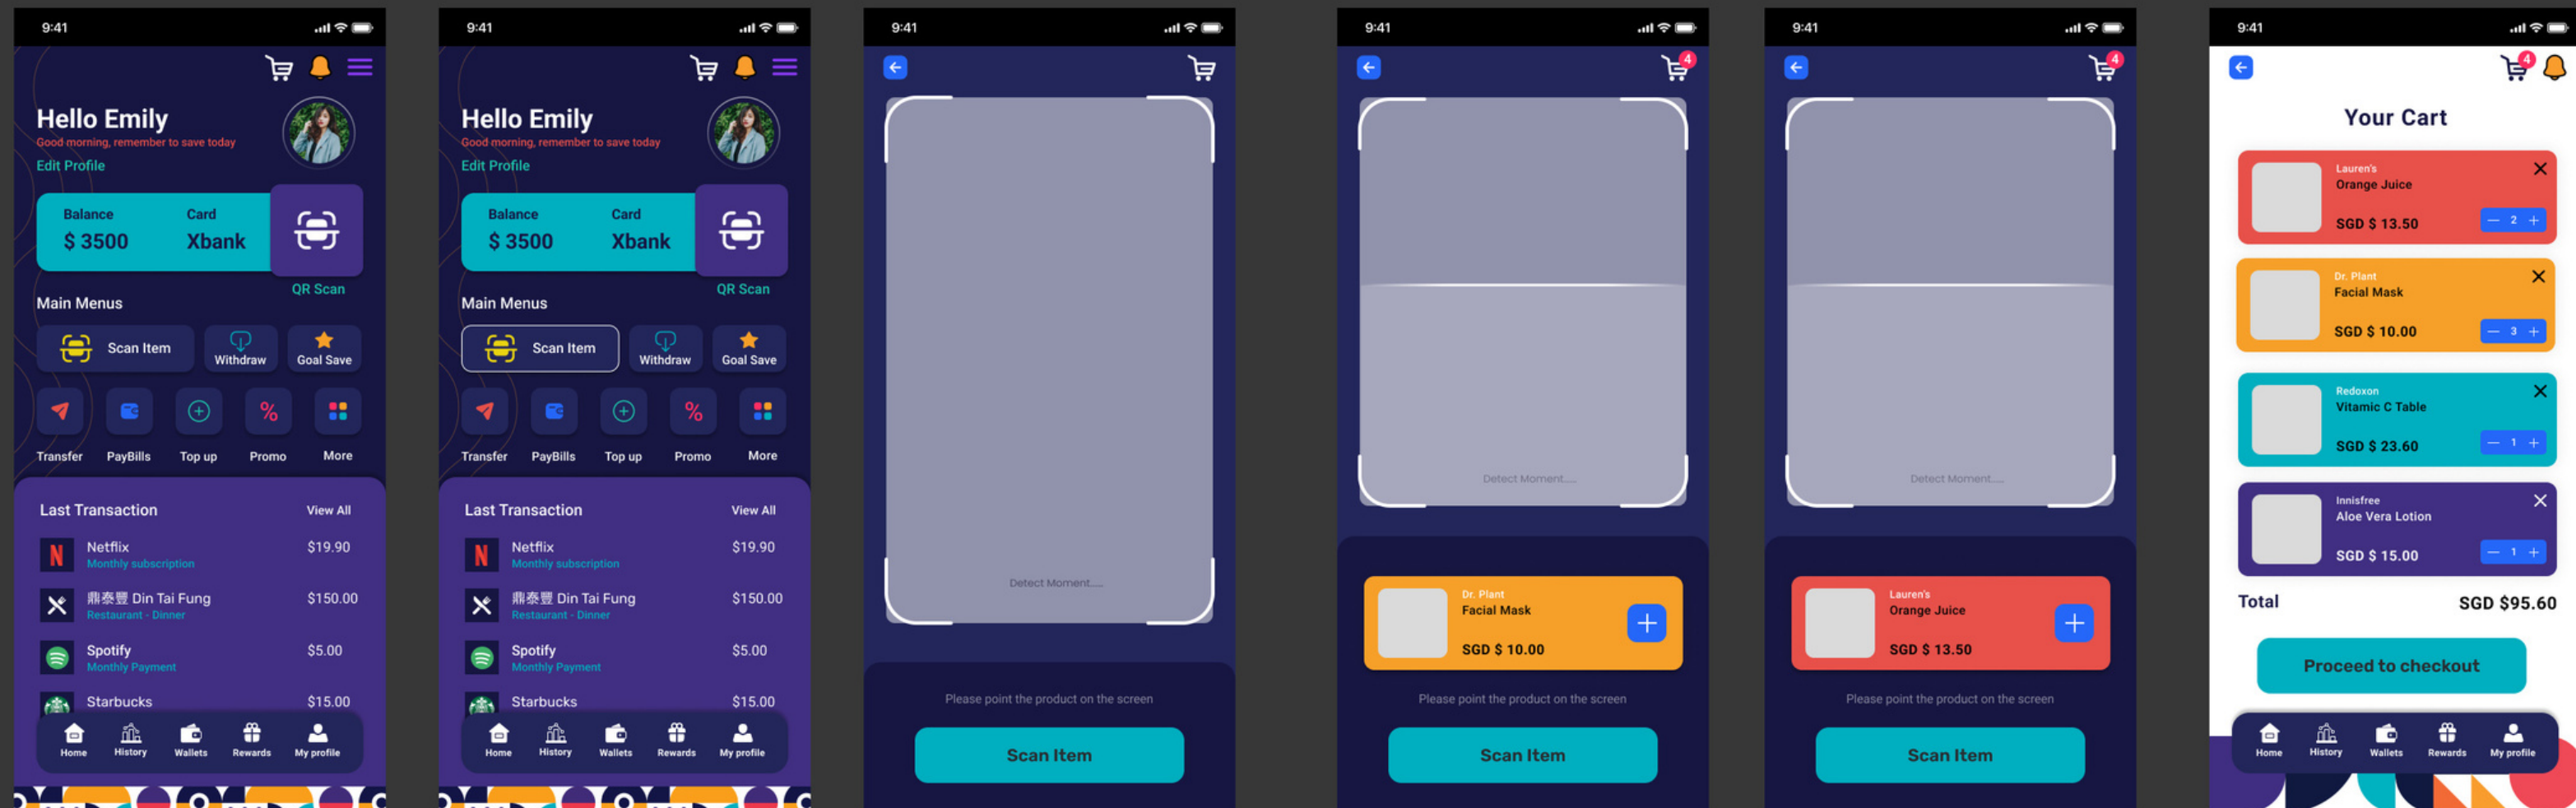 9:41
Hello Emily
Good morning, remember to save today
Edit Profile
Balance Card
$ 3500 Xbank
QR Scan
Main Menus
Scan Item Withdraw Goal Save
%
Transfer PayBills Top up Promo More
Last Transaction View All
N Netflix $19.90
Monthly subscription
鼎泰豐 Din Tai Fung $150.00
Restaurant - Dinner
Spotify $5.00
Monthly Payment
Starbucks $15.00
Home History Wallets Rewards My profile
9:41
Hello Emily
Good morning, remember to save today
Edit Profile
Balance Card
$ 3500 Xbank
QR Scan
Main Menus
Scan Item Withdraw Goal Save
%
Transfer PayBills Top up Promo More
Last Transaction View All
N Netflix $19.90
Monthly subscription
鼎泰豐 Din Tai Fung $150.00
Restaurant - Dinner
Spotify $5.00
Monthly Payment
Starbucks $15.00
Home History Wallets Rewards My profile
9:41
Detect Moment.....
Please point the product on the screen
Scan Item
9:41
4
Detect Moment.....
Dr. Plant
Facial Mask
SGD $ 10.00
Please point the product on the screen
Scan Item
9:41
4
Detect Moment.....
Lauren's
Orange Juice
SGD $ 13.50
Please point the product on the screen
Scan Item
9:41
4
Your Cart
Lauren's
Orange Juice
SGD $ 13.50 — 2 +
Dr. Plant
Facial Mask
SGD $ 10.00 — 3 +
Redoxon
Vitamic C Table
SGD $ 23.60 — 1 +
Innisfree
Aloe Vera Lotion
SGD $ 15.00 — 1 +
Total SGD $95.60
Proceed to checkout
Home History Wallets Rewards My profile